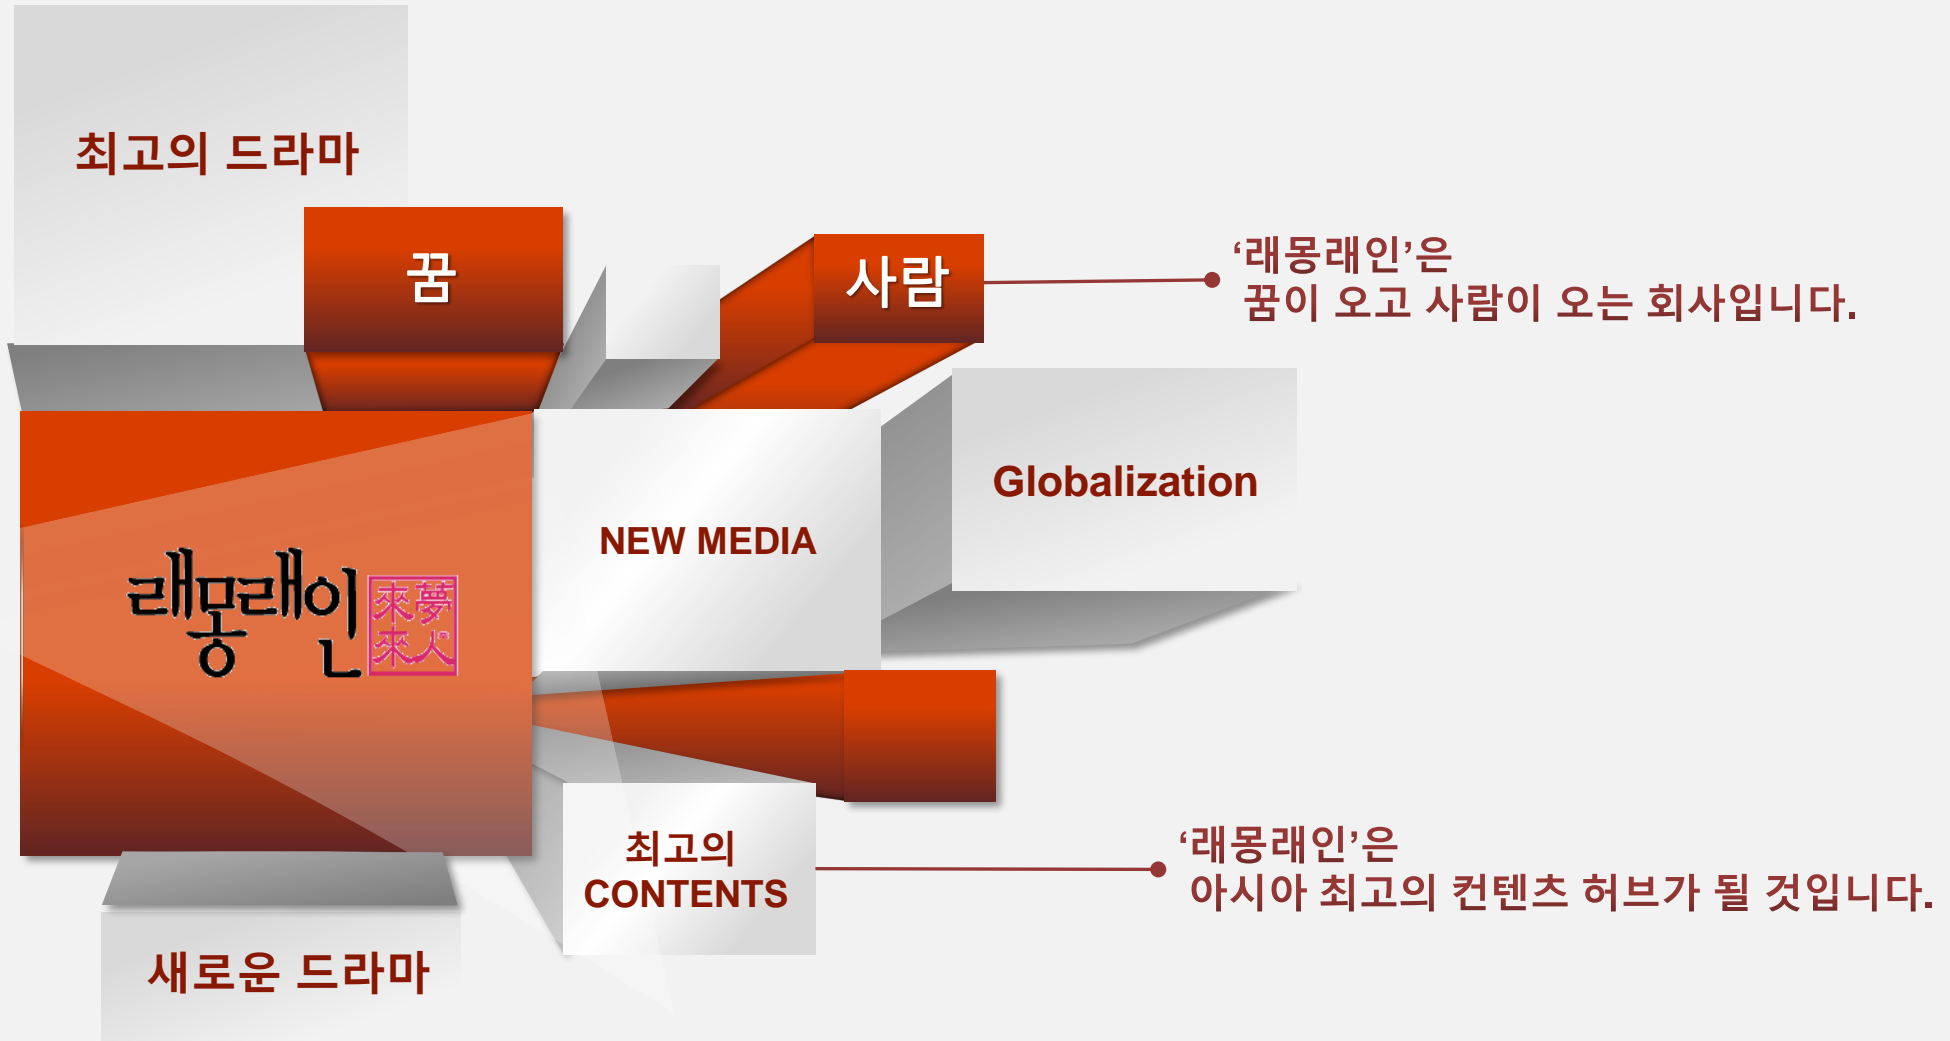 최고의 드라마
꿈
사람
‘래몽래인’은
꿈이 오고 사람이 오는 회사입니다.
Globalization
NEW MEDIA
래몽래인
來夢
來人
최고의
CONTENTS
‘래몽래인’은
아시아 최고의 컨텐츠 허브가 될 것입니다.
새로운 드라마